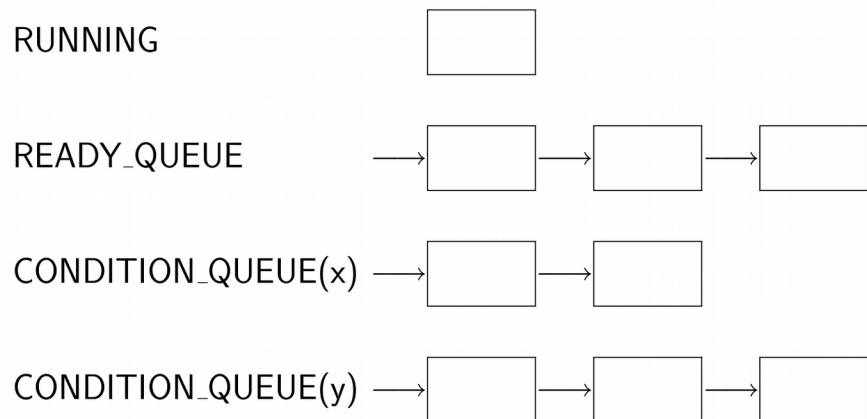 RUNNING
READY_QUEUE
CONDITION_QUEUE(x)
CONDITION_QUEUE(y)